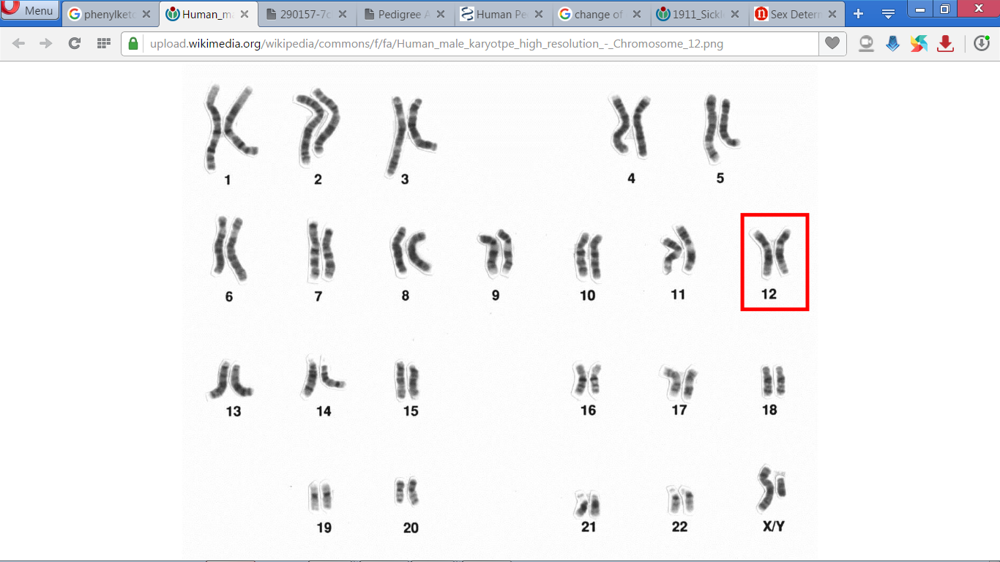 Menu
phenylket
Human_m
290157-7c
Pedigree A
Human Pe
change of
1911_Sickl
Sex Detern
upload.wikimedia.org/wikipedia/commons/f/fa/Human_male_karyotpe_high_resolution_-_Chromosome_12.png
1 2 3 4 5
6 7 8 9 10 11 12
13 14 15 16 17 18
19 20 21 22 X/Y